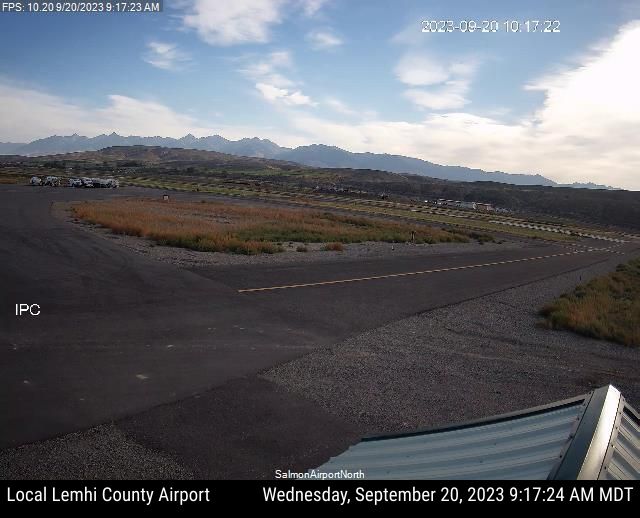 FPS: 10.20 9/20/2023 9:17:23 AM
2023-09-20 10:17:22
IPC
SalmonAirportNorth
Local Lemhi County Airport Wednesday, September 20, 2023 9:17:24 AM MDT